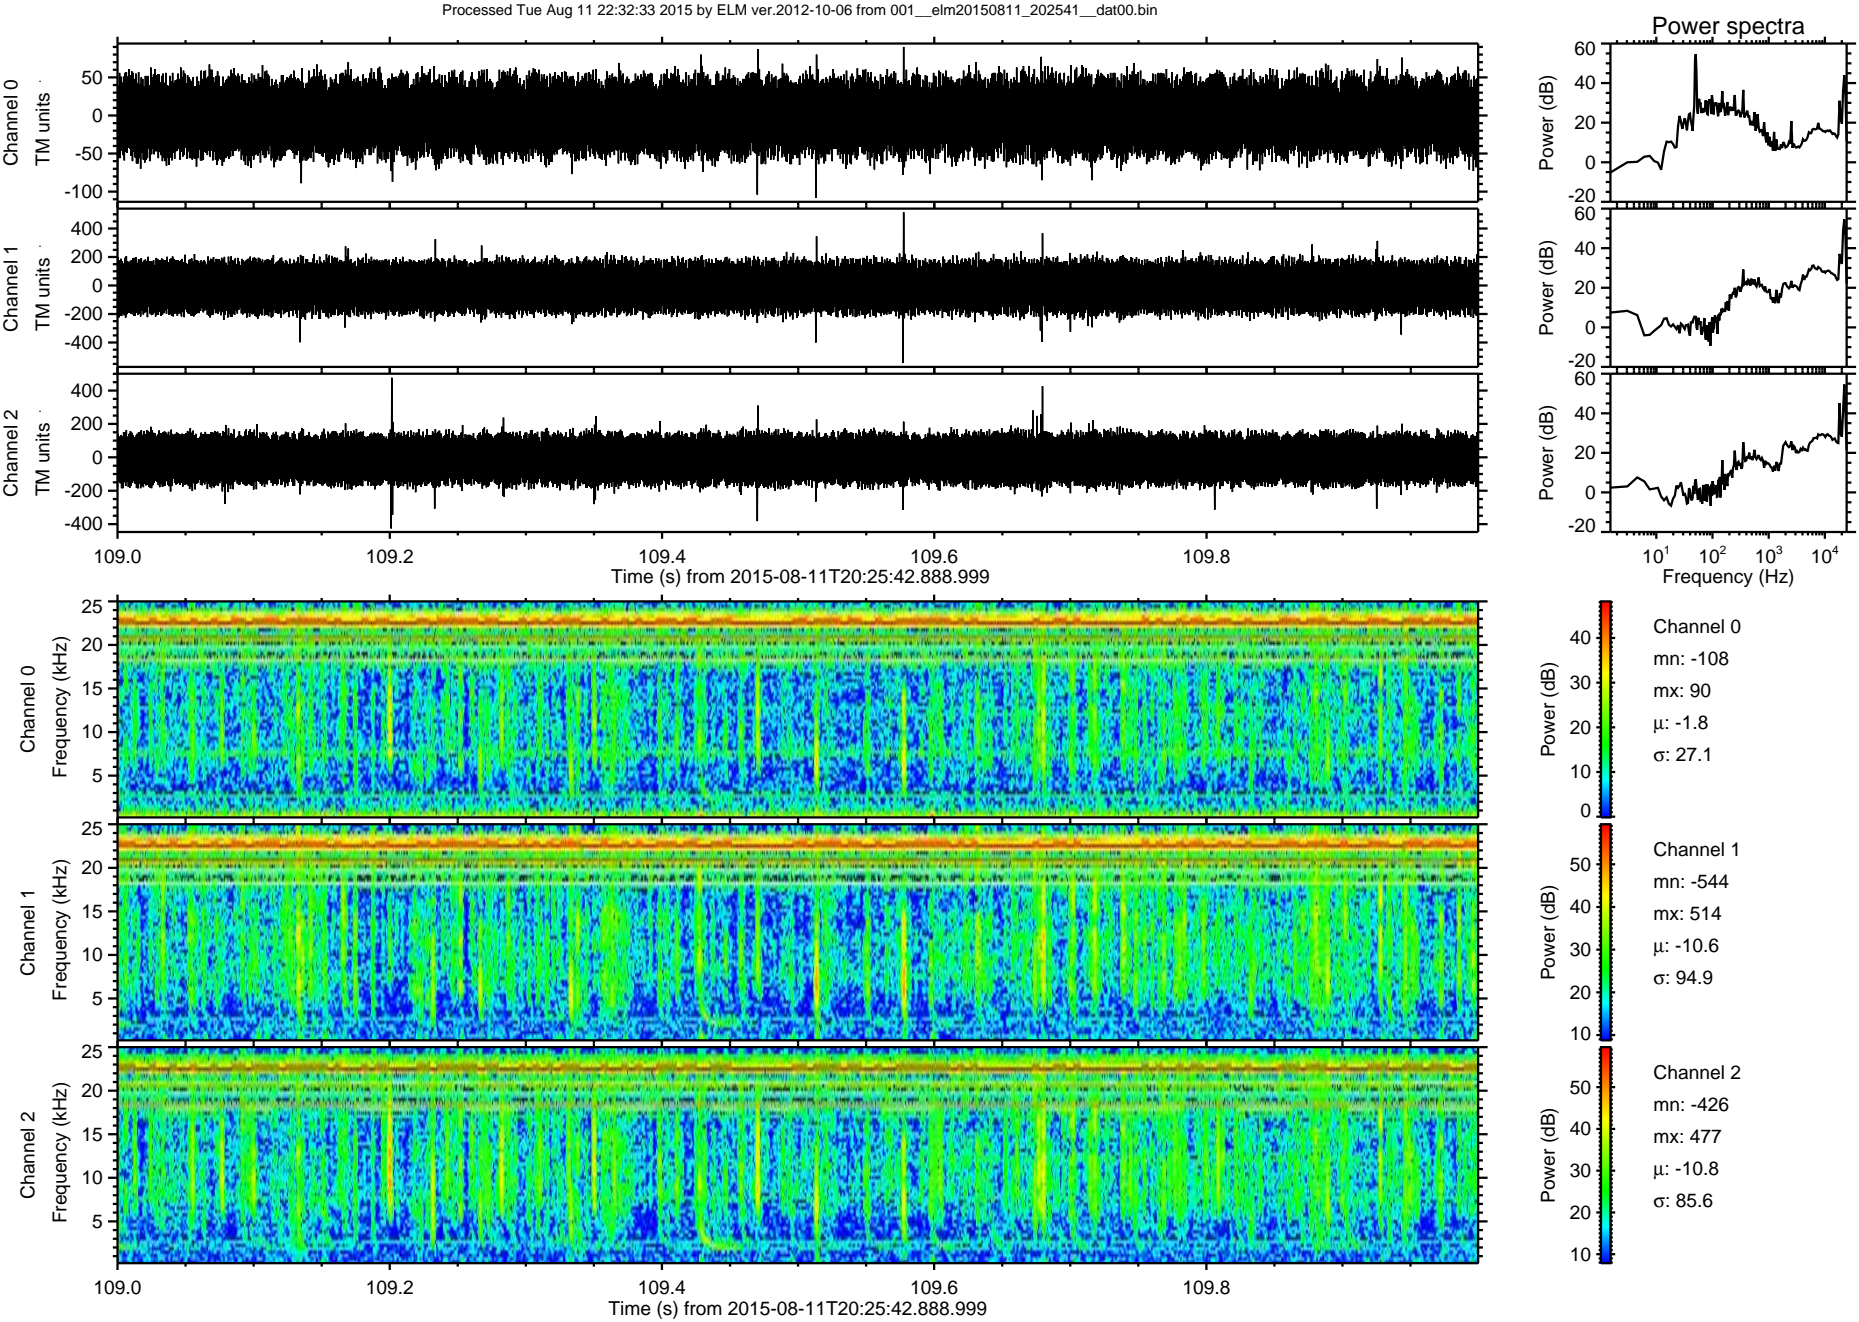 Processed Tue Aug 11 22:32:33 2015 by ELM ver.2012-10-06 from 001__elm20150811_202541__dat00.bin
Power spectra
Channel 0
TM units
50
0
-50
-100
Power (dB)
60
40
20
0
-20
Channel 1
TM units
400
200
0
-200
-400
Power (dB)
60
40
20
0
-20
Channel 2
TM units
400
200
0
-200
-400
Power (dB)
60
40
20
0
-20
109.0 109.2 109.4 109.6 109.8
Time (s) from 2015-08-11T20:25:42.888.999
10^1 10^2 10^3 10^4
Frequency (Hz)
Channel 0
Frequency (kHz)
25
20
15
10
5
Power (dB)
40
30
20
10
0
Channel 0
mn: -108
mx: 90
μ: -1.8
σ: 27.1
Channel 1
Frequency (kHz)
25
20
15
10
5
Power (dB)
50
40
30
20
10
Channel 1
mn: -544
mx: 514
μ: -10.6
σ: 94.9
Channel 2
Frequency (kHz)
25
20
15
10
5
Power (dB)
50
40
30
20
10
Channel 2
mn: -426
mx: 477
μ: -10.8
σ: 85.6
109.0 109.2 109.4 109.6 109.8
Time (s) from 2015-08-11T20:25:42.888.999